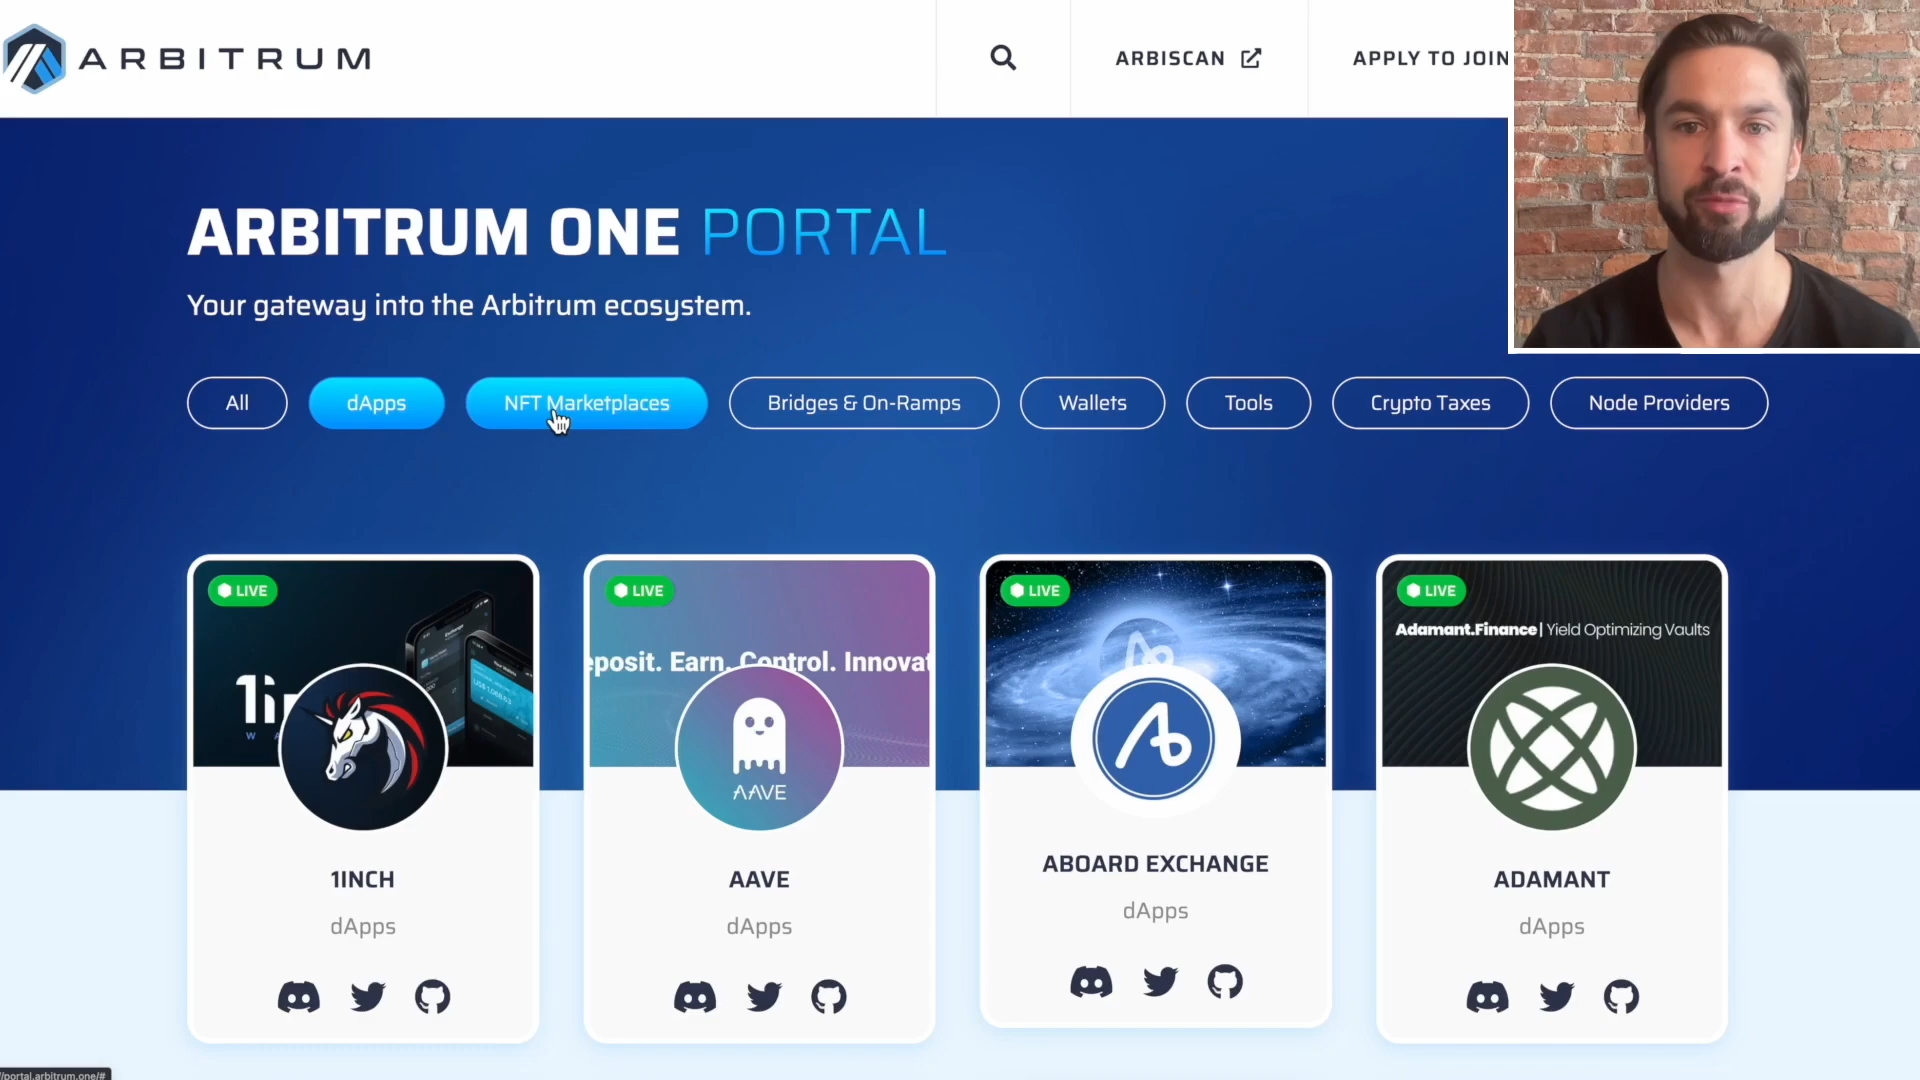 ARBITRUM
ARBISCAN
APPLY TO JOIN
ARBITRUM ONE PORTAL
Your gateway into the Arbitrum ecosystem.
All
dApps
NFT Marketplaces
Bridges & On-Ramps
Wallets
Tools
Crypto Taxes
Node Providers
LIVE
LIVE
LIVE
LIVE
Adamant.Finance | Yield Optimizing Vaults
eposit. Earn. Control. Innovat
1in
AAVE
1INCH
AAVE
ABOARD EXCHANGE
ADAMANT
dApps
dApps
dApps
dApps
//portal.arbitrum.one/#